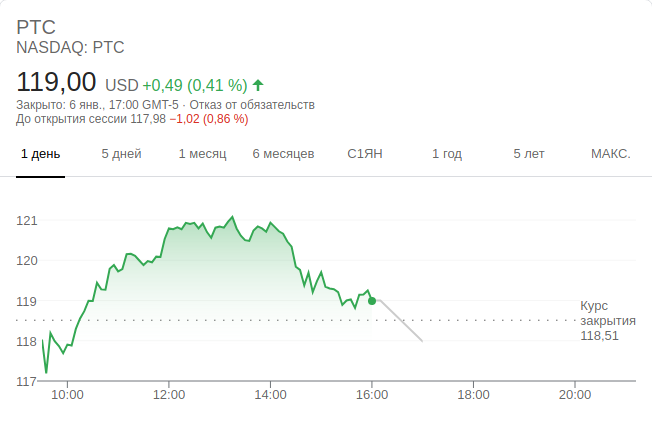 PTC
NASDAQ: PTC
119,00 USD +0,49 (0,41 %)
Закрыто: 6 янв., 17:00 GMT-5 · Отказ от обязательств
До открытия сессии 117,98 −1,02 (0,86 %)
1 день 5 дней 1 месяц 6 месяцев С1ЯН 1 год 5 лет МАКС.
121
120
119
118
117
Курс
закрытия
118,51
10:00 12:00 14:00 16:00 18:00 20:00